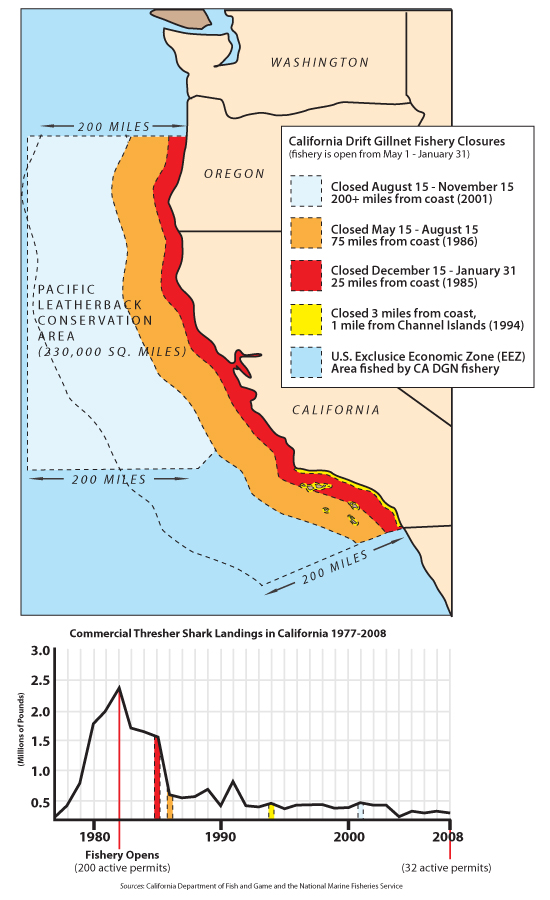 WASHINGTON
200 MILES
OREGON
California Drift Gillnet Fishery Closures
(fishery is open from May 1 - January 31)
Closed August 15 - November 15
200+ miles from coast (2001)
Closed May 15 - August 15
75 miles from coast (1986)
Closed December 15 - January 31
25 miles from coast (1985)
Closed 3 miles from coast,
1 mile from Channel Islands (1994)
U.S. Exclusice Economic Zone (EEZ)
Area fished by CA DGN fishery
PACIFIC
LEATHERBACK
CONSERVATION
AREA
(230,000 SQ. MILES)
CALIFORNIA
200 MILES
200 MILES
Commercial Thresher Shark Landings in California 1977-2008
(Millions of Pounds)
3.0
2.5
2.0
1.5
1.0
0.5
1980
1990
2000
2008
Fishery Opens
(200 active permits)
(32 active permits)
Sources: California Department of Fish and Game and the National Marine Fisheries Service